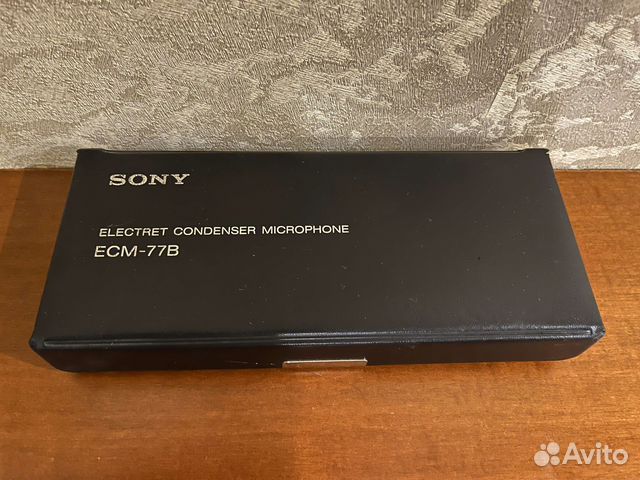 SONY
ELECTRET CONDENSER MICROPHONE
ECM-77B
Avito